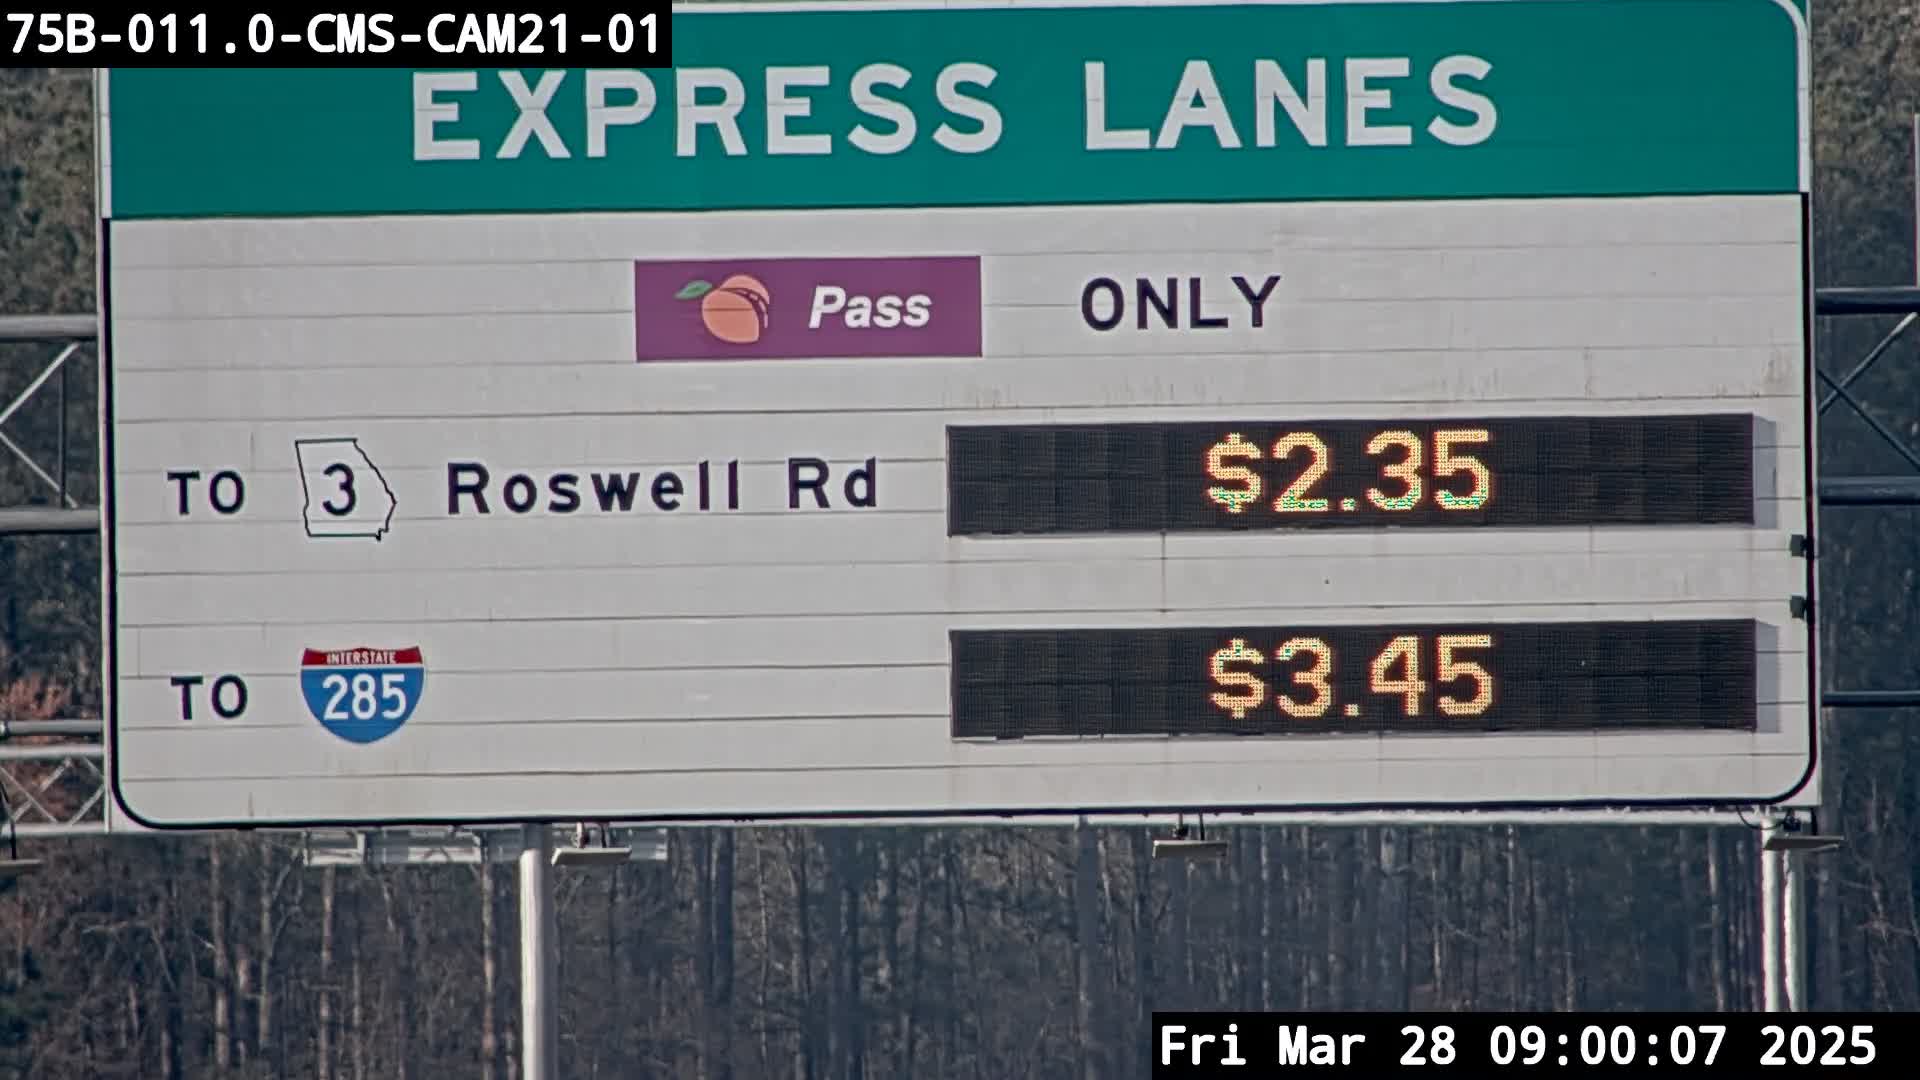 75B-011.0-CMS-CAM21-01
EXPRESS LANES
Pass ONLY
TO 3 Roswell Rd $2.35
INTERSTATE
TO 285 $3.45
Fri Mar 28 09:00:07 2025